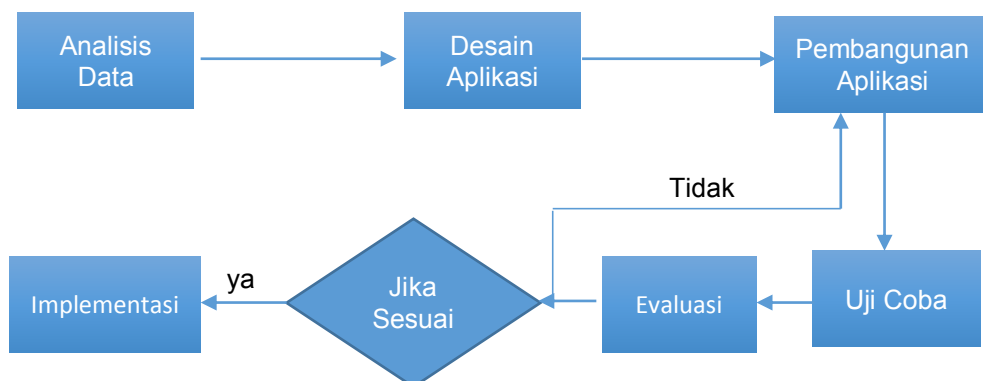 Analisis
Data
Desain
Aplikasi
Pembangunan
Aplikasi
Tidak
Uji Coba
Evaluasi
Jika
Sesuai
ya
Implementasi